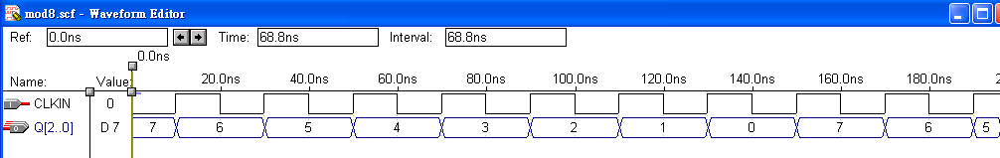 mod8.scf - Waveform Editor
Ref: 0.0ns Time: 68.8ns Interval: 68.8ns
0.0ns
Name: Value: 20.0ns 40.0ns 60.0ns 80.0ns 100.0ns 120.0ns 140.0ns 160.0ns 180.0ns 2
CLKIN 0
Q[2..0] D 7 7 6 5 4 3 2 1 0 7 6 5